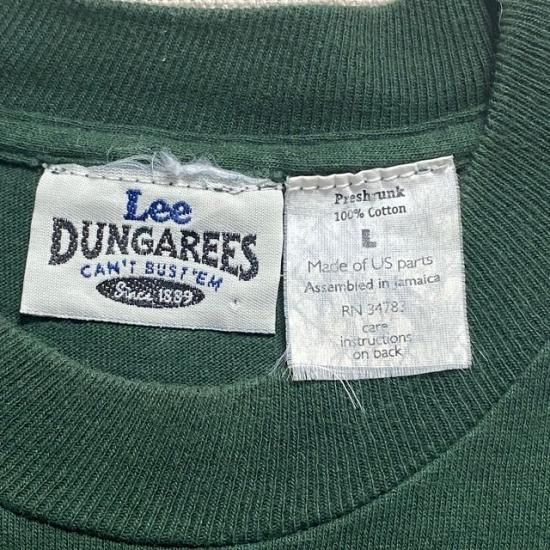 Lee
DUNGAREES
CAN'T BUST 'EM
Since 1889
Preshrunk
100% Cotton
L
Made of US parts
Assembled in Jamaica
RN 34783
care
instructions
on back